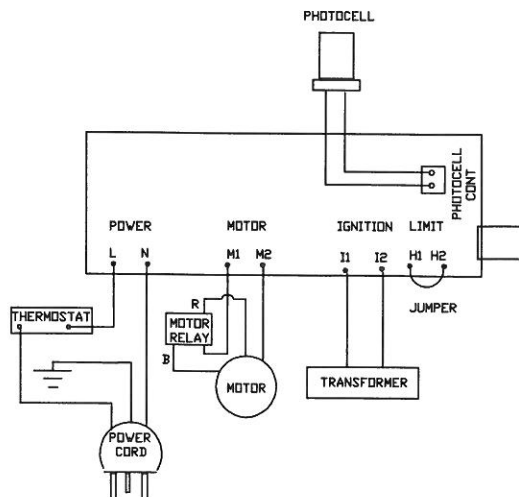 PHOTOCELL
PHOTOCELL
CONT
POWER
MOTOR
IGNITION
LIMIT
L
N
M1
M2
I1
I2
H1
H2
JUMPER
THERMOSTAT
R
MOTOR
RELAY
B
MOTOR
TRANSFORMER
POWER
CORD